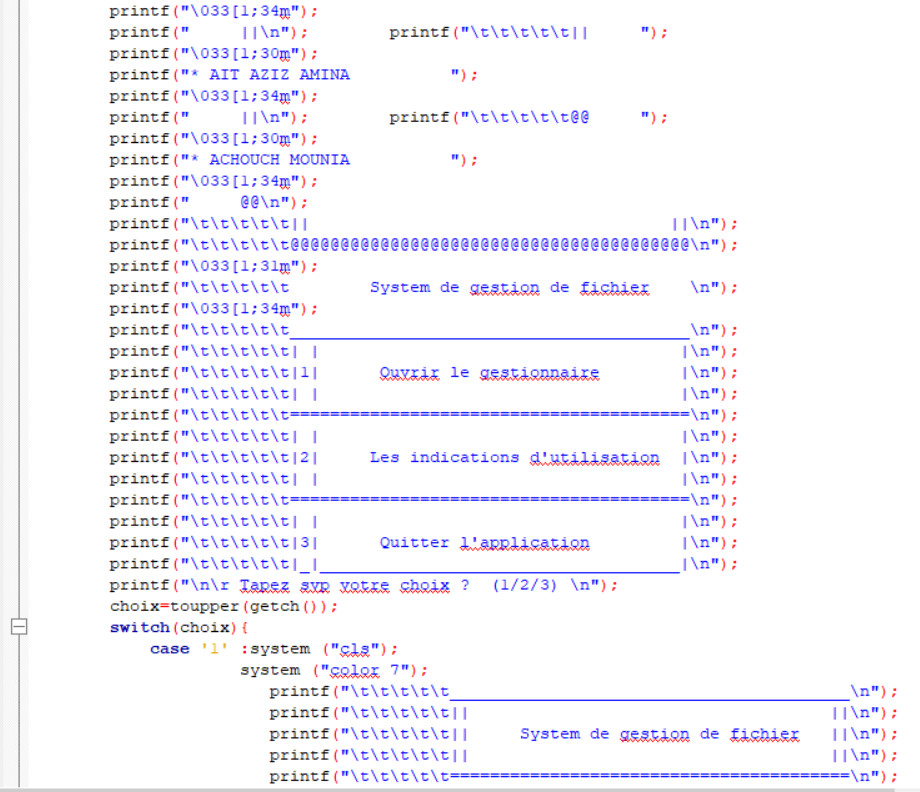 printf("\033[1;34m");
printf("     ||\n");        printf("\t\t\t\t\t||     ");
printf("\033[1;30m");
printf("* AIT AZIZ AMINA          ");
printf("\033[1;34m");
printf("     ||\n");        printf("\t\t\t\t\t@@     ");
printf("\033[1;30m");
printf("* ACHOUCH MOUNIA          ");
printf("\033[1;34m");
printf("     @@\n");
printf("\t\t\t\t\t||                                    ||\n");
printf("\t\t\t\t\t@@@@@@@@@@@@@@@@@@@@@@@@@@@@@@@@@@@@@@@@\n");
printf("\033[1;31m");
printf("\t\t\t\t\t        System de gestion de fichier    \n");
printf("\033[1;34m");
printf("\t\t\t\t\t________________________________________\n");
printf("\t\t\t\t\t| |                                    |\n");
printf("\t\t\t\t\t|1|      Ouvrir le gestionnaire        |\n");
printf("\t\t\t\t\t| |                                    |\n");
printf("\t\t\t\t\t========================================\n");
printf("\t\t\t\t\t| |                                    |\n");
printf("\t\t\t\t\t|2|     Les indications d'utilisation  |\n");
printf("\t\t\t\t\t| |                                    |\n");
printf("\t\t\t\t\t========================================\n");
printf("\t\t\t\t\t| |                                    |\n");
printf("\t\t\t\t\t|3|      Quitter l'application         |\n");
printf("\t\t\t\t\t|_|____________________________________|\n");
printf("\n\r Tapez svp votre choix ?  (1/2/3) \n");
choix=toupper(getch());
switch(choix){
    case '1' :system ("cls");
             system ("color 7");
                printf("\t\t\t\t\t________________________________________\n");
                printf("\t\t\t\t\t||                                    ||\n");
                printf("\t\t\t\t\t||     System de gestion de fichier   ||\n");
                printf("\t\t\t\t\t||                                    ||\n");
                printf("\t\t\t\t\t========================================\n");